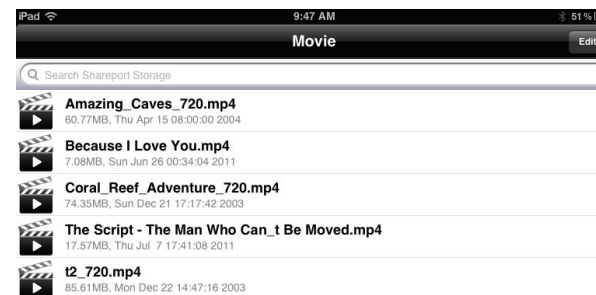 iPad 9:47 AM 51%
Movie Edit
Search Shareport Storage
Amazing_Caves_720.mp4
60.77MB, Thu Apr 15 08:00:00 2004
Because I Love You.mp4
7.08MB, Sun Jun 26 00:34:04 2011
Coral_Reef_Adventure_720.mp4
74.35MB, Sun Dec 21 17:17:42 2003
The Script - The Man Who Can_t Be Moved.mp4
17.57MB, Thu Jul 7 17:41:08 2011
t2_720.mp4
85.61MB, Mon Dec 22 14:47:16 2003